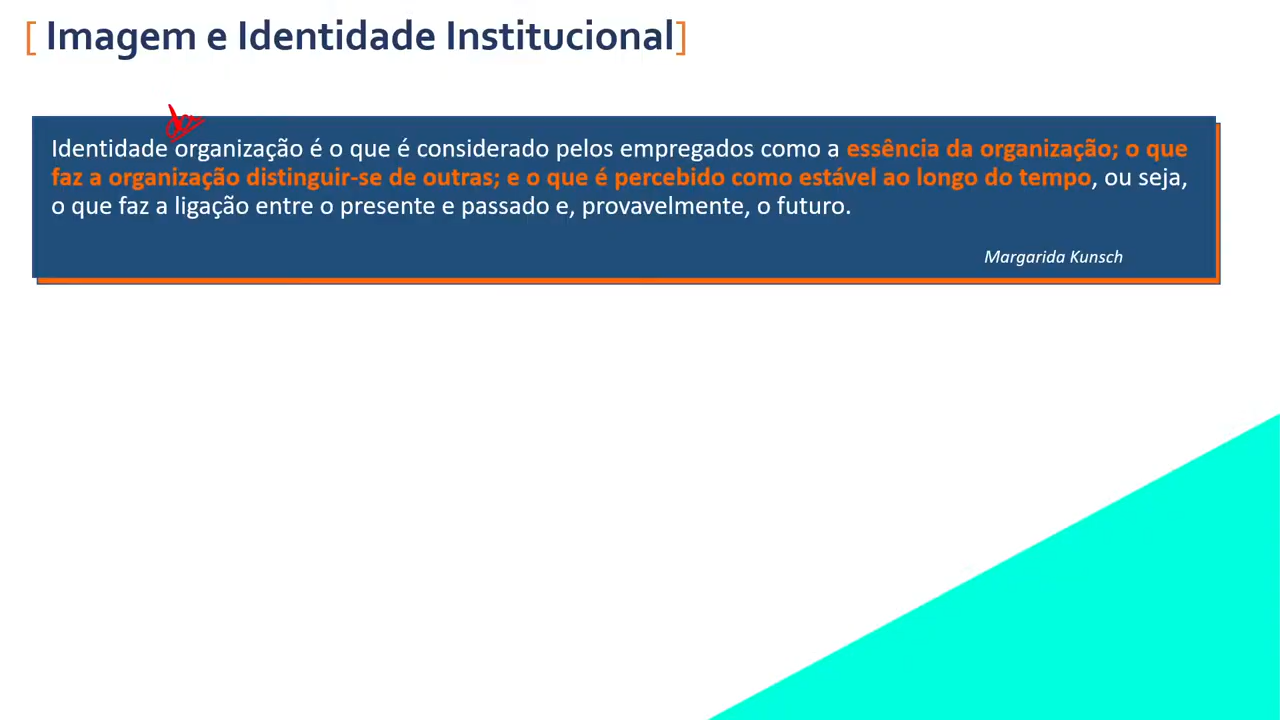 [ Imagem e Identidade Institucional]
Identidade organização é o que é considerado pelos empregados como a essência da organização; o que
faz a organização distinguir-se de outras; e o que é percebido como estável ao longo do tempo, ou seja,
o que faz a ligação entre o presente e passado e, provavelmente, o futuro.
Margarida Kunsch